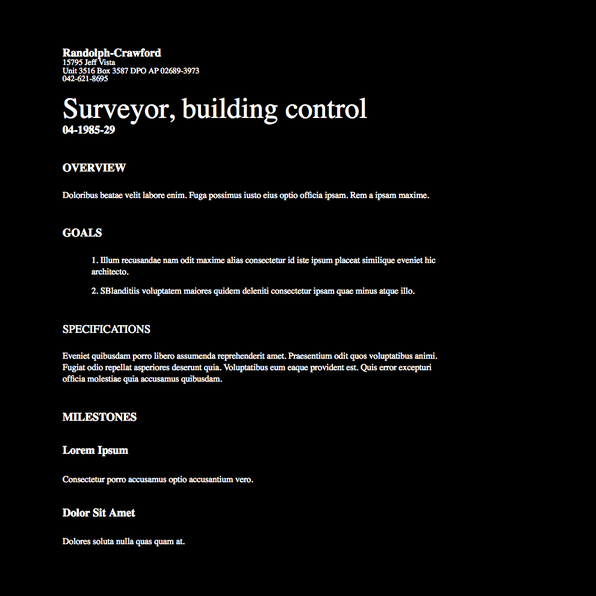 Randolph-Crawford
15795 Jeff Vista
Unit 3516 Box 3587 DPO AP 02689-3973
042-621-8695
Surveyor, building control
04-1985-29
OVERVIEW
Doloribus beatae velit labore enim. Fuga possimus iusto eius optio officia ipsam. Rem a ipsam maxime.
GOALS
1. Illum recusandae nam odit maxime alias consectetur id iste ipsum placeat similique eveniet hic
architecto.
2. SBlanditiis voluptatem maiores quidem deleniti consectetur ipsam quae minus atque illo.
SPECIFICATIONS
Eveniet quibusdam porro libero assumenda reprehenderit amet. Praesentium odit quos voluptatibus animi.
Fugiat odio repellat asperiores deserunt quia. Voluptatibus eum eaque provident est. Quis error excepturi
officia molestiae quia accusamus quibusdam.
MILESTONES
Lorem Ipsum
Consectetur porro accusamus optio accusantium vero.
Dolor Sit Amet
Dolores soluta nulla quas quam at.